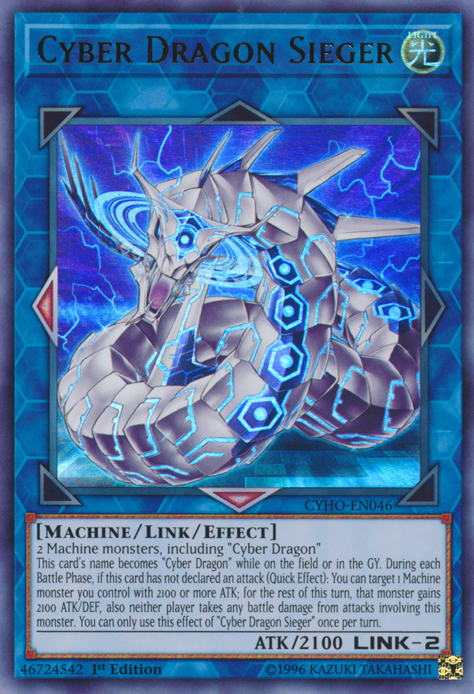 CYBER DRAGON SIEGER
LIGHT
光
CYHO-EN046
[MACHINE/LINK/EFFECT]
2 Machine monsters, including "Cyber Dragon"
This card's name becomes "Cyber Dragon" while on the field or in the GY. During each
Battle Phase, if this card has not declared an attack (Quick Effect): You can target 1 Machine
monster you control with 2100 or more ATK; for the rest of this turn, that monster gains
2100 ATK/DEF, also neither player takes any battle damage from attacks involving this
monster. You can only use this effect of "Cyber Dragon Sieger" once per turn.
ATK/2100 LINK-2
46724542 1st Edition ©1996 KAZUKI TAKAHASHI